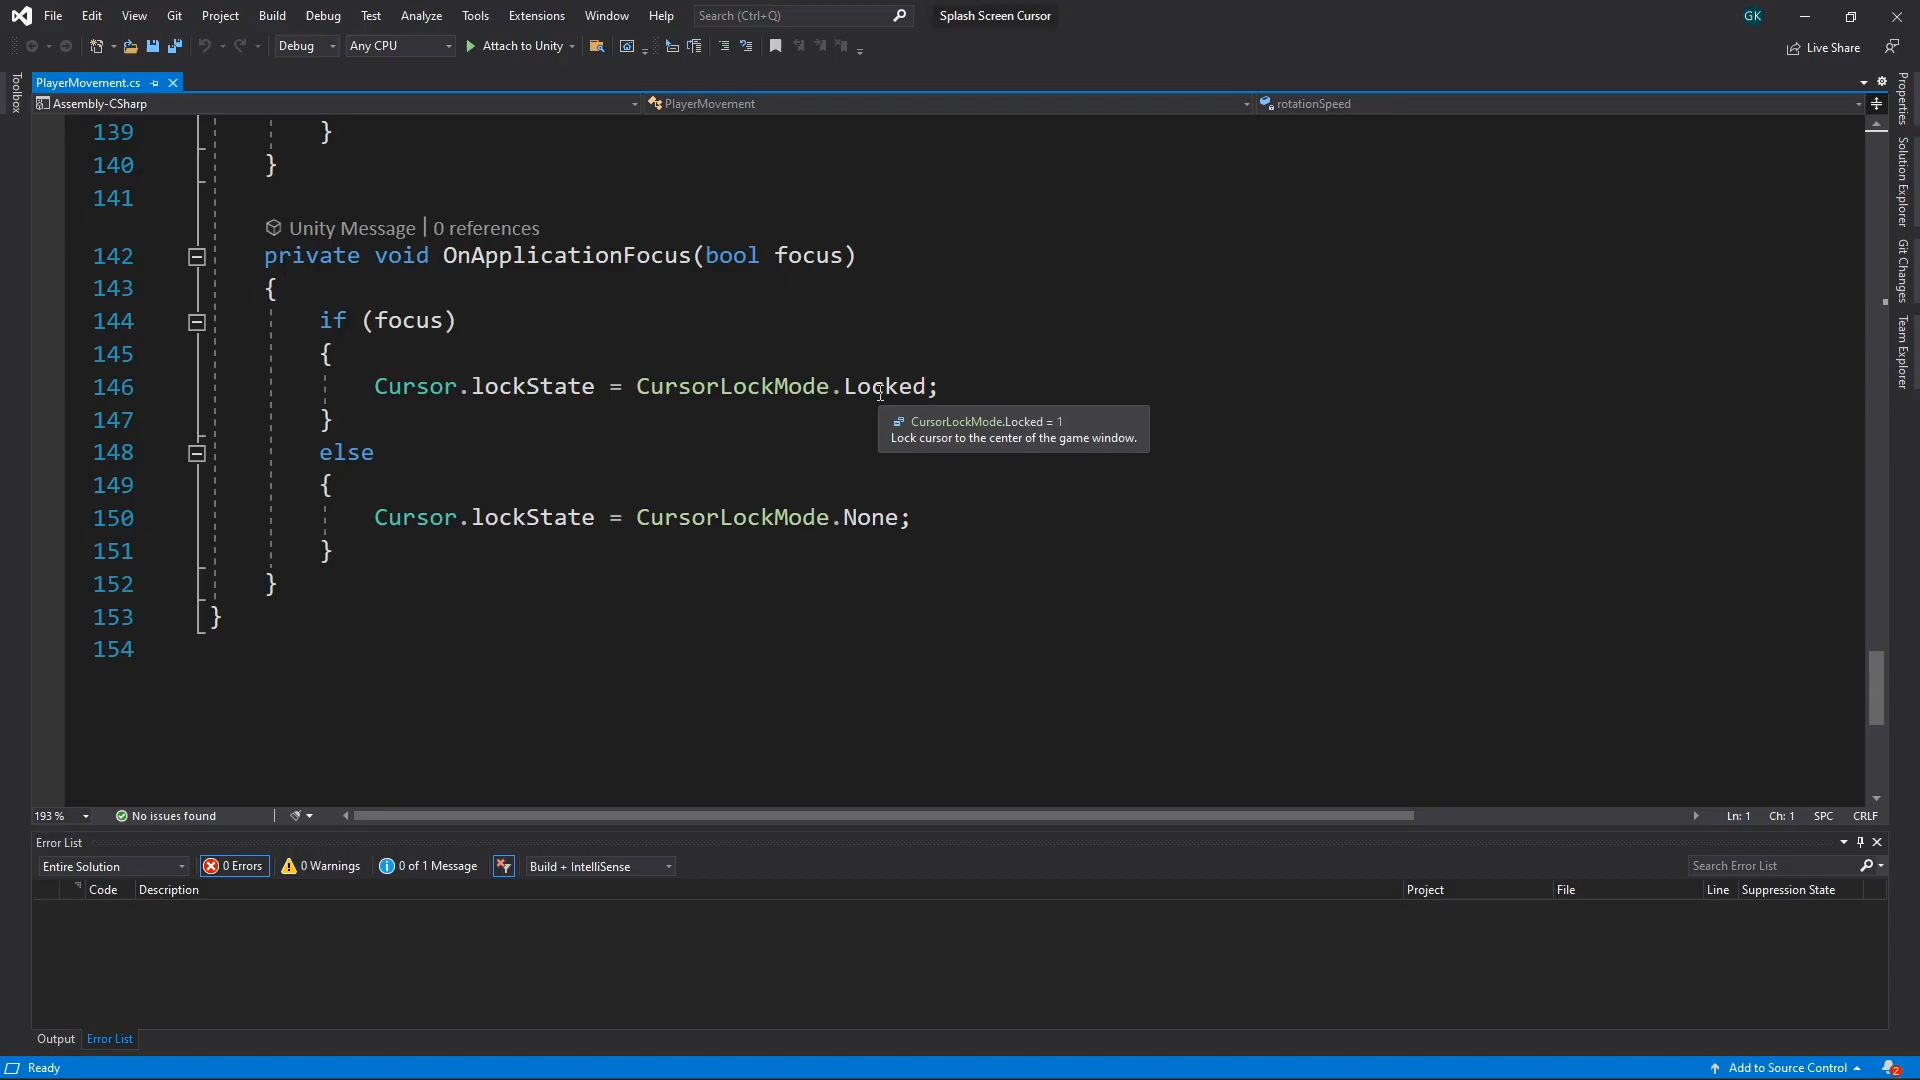 File Edit View Git Project Build Debug Test Analyze Tools Extensions Window Help Search (Ctrl+Q) Splash Screen Cursor GK
Debug Any CPU Attach to Unity Live Share
Toolbox
PlayerMovement.cs
Assembly-CSharp PlayerMovement rotationSpeed
139 }
140 }
141
Unity Message | 0 references
142 private void OnApplicationFocus(bool focus)
143 {
144 if (focus)
145 {
146 Cursor.lockState = CursorLockMode.Locked;
147 }
CursorLockMode.Locked = 1
Lock cursor to the center of the game window.
148 else
149 {
150 Cursor.lockState = CursorLockMode.None;
151 }
152 }
153 }
154
Properties
Solution Explorer
Git Changes
Team Explorer
193 % No issues found Ln: 1 Ch: 1 SPC CRLF
Error List
Entire Solution 0 Errors 0 Warnings 0 of 1 Message Build + IntelliSense Search Error List
Code Description Project File Line Suppression State
Output Error List
Ready Add to Source Control 2